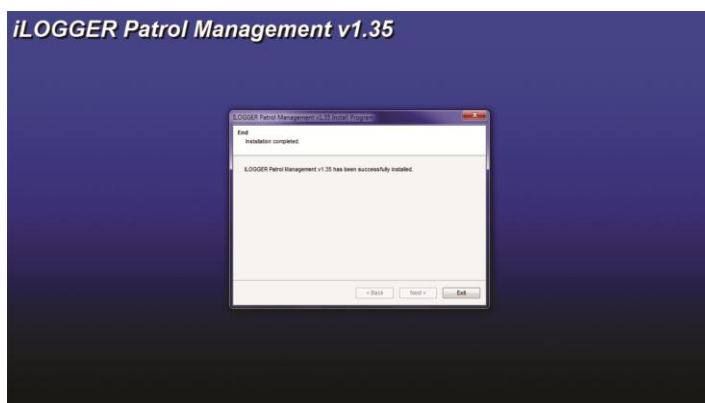 iLOGGER Patrol Management v1.35
iLOGGER Patrol Management v1.35 Install Program
End
Installation completed.
iLOGGER Patrol Management v1.35 has been successfully installed.
< Back
Next >
Exit